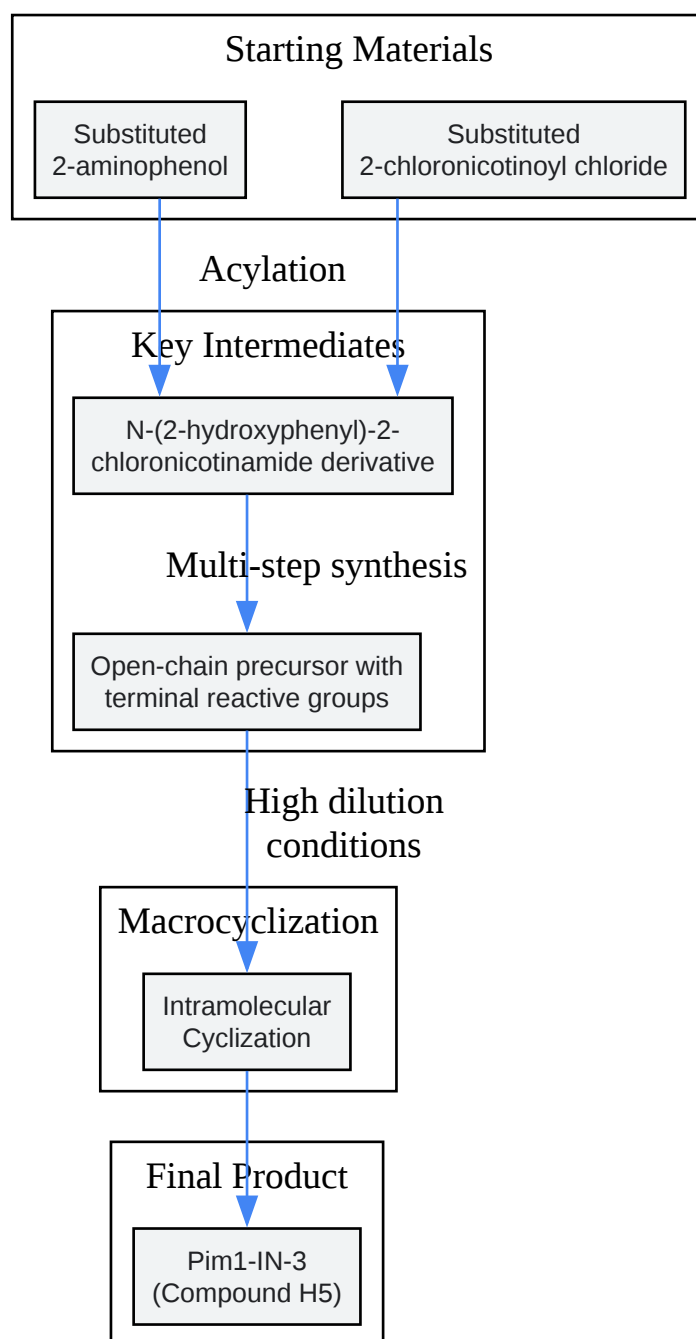 Starting Materials
Substituted
2-aminophenol
Substituted
2-chloronicotinoyl chloride
Acylation
Key Intermediates
N-(2-hydroxyphenyl)-2-
chloronicotinamide derivative
Multi-step synthesis
Open-chain precursor with
terminal reactive groups
High dilution
conditions
Macrocyclization
Intramolecular
Cyclization
Final Product
Pim1-IN-3
(Compound H5)